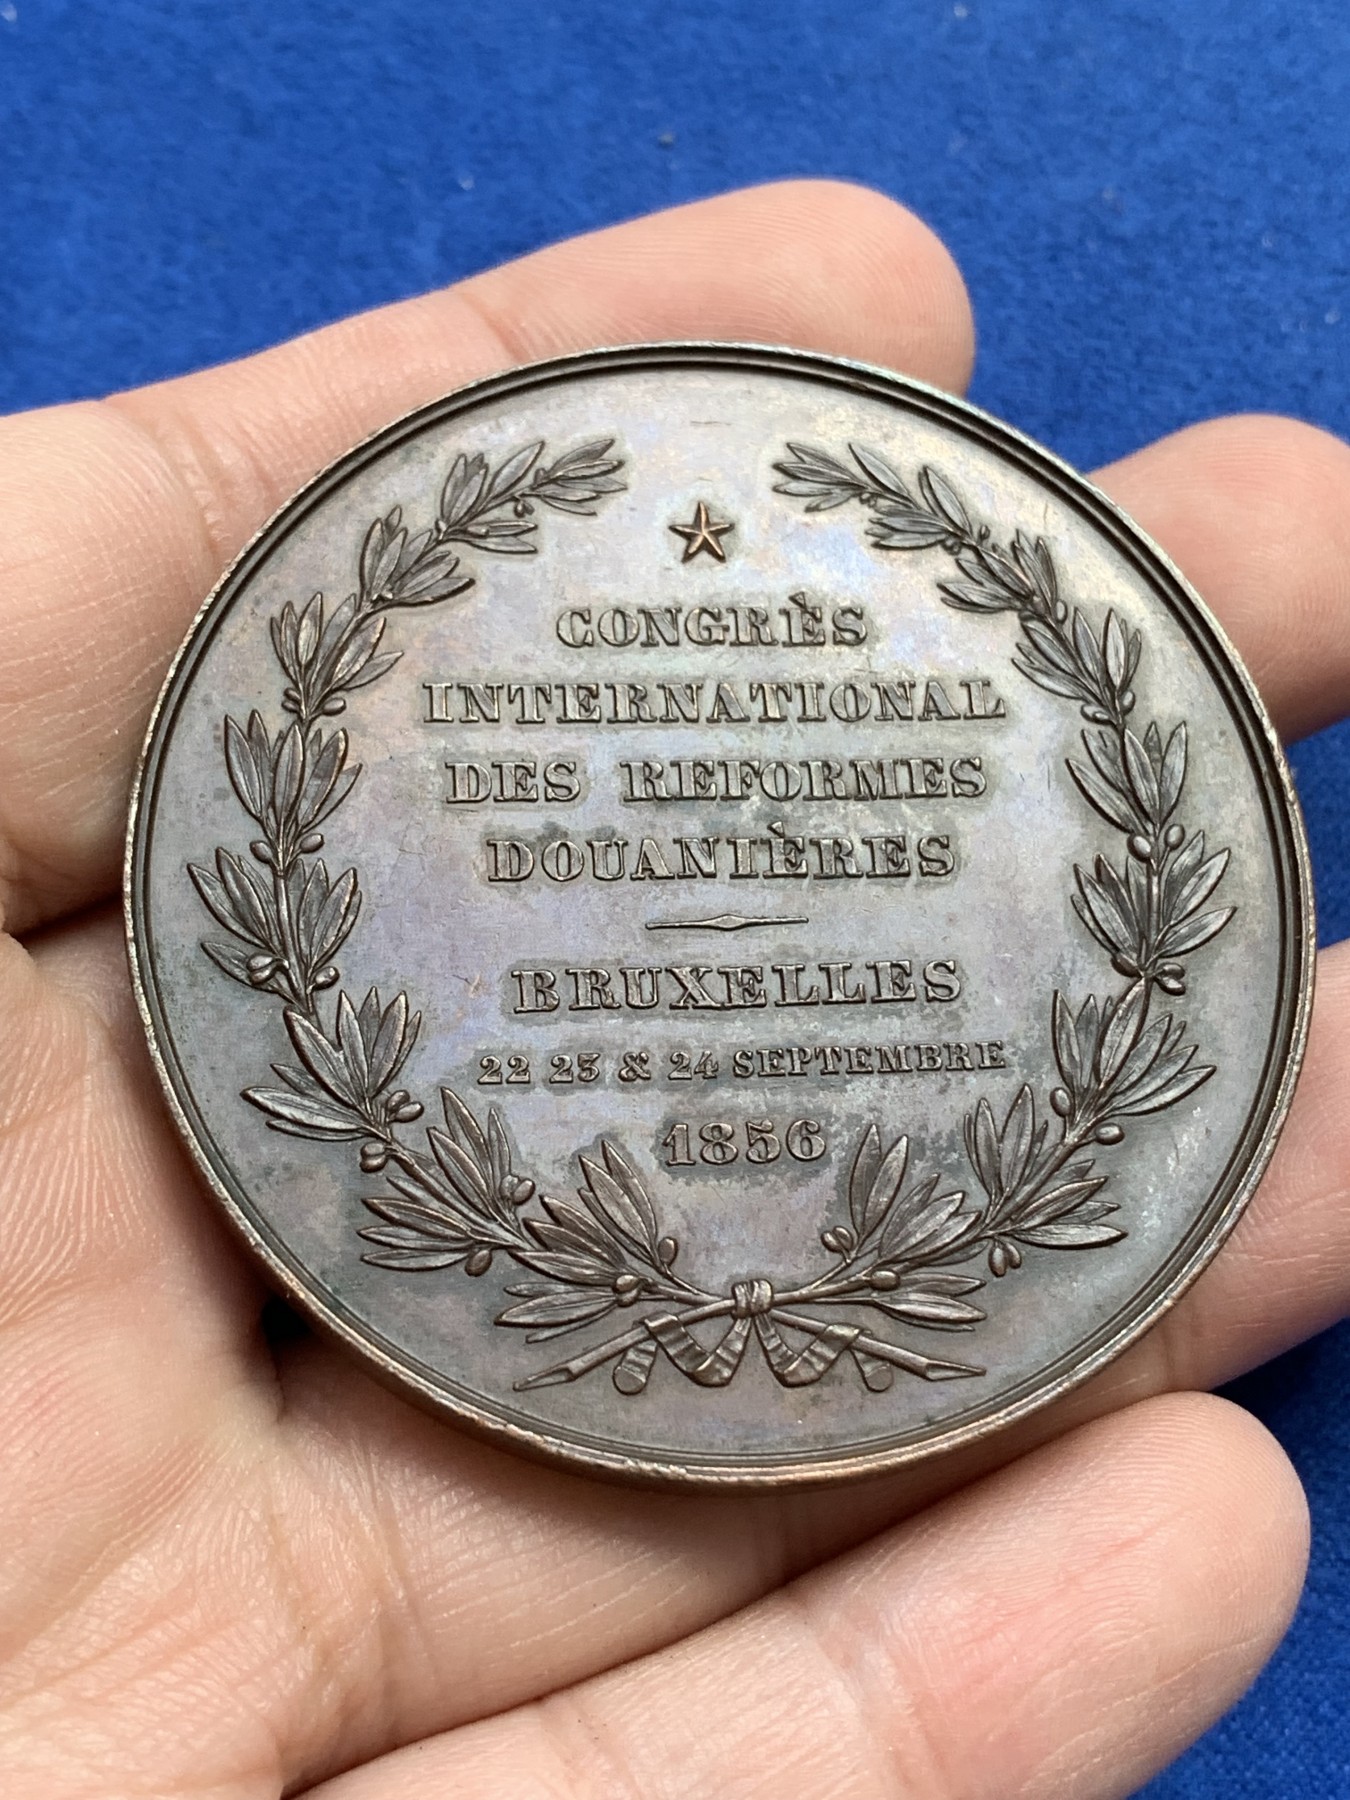 CONGRÈS
INTERNATIONAL
DES REFORMES
DOUANIÈRES
BRUXELLES
22 23 & 24 SEPTEMBRE
1856